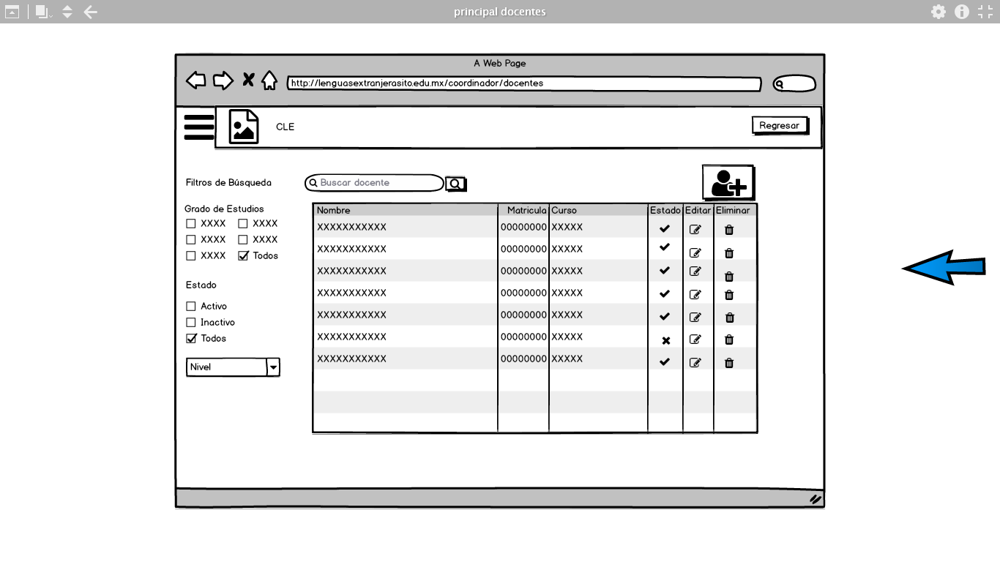 principal docentes
A Web Page
http://lenguasextranjerasito.edu.mx/coordinador/docentes
CLE
Regresar
Filtros de Búsqueda
Buscar docente
Grado de Estudios
XXXX XXXX
XXXX XXXX
XXXX Todos
Estado
Activo
Inactivo
Todos
Nivel
Nombre Matricula Curso Estado Editar Eliminar
XXXXXXXXXXX 00000000 XXXXX
XXXXXXXXXXX 00000000 XXXXX
XXXXXXXXXXX 00000000 XXXXX
XXXXXXXXXXX 00000000 XXXXX
XXXXXXXXXXX 00000000 XXXXX
XXXXXXXXXXX 00000000 XXXXX
XXXXXXXXXXX 00000000 XXXXX